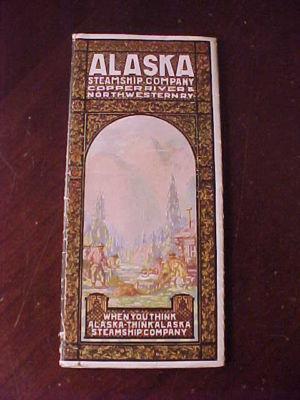 ALASKA
STEAMSHIP COMPANY
COPPER RIVER &
NORTHWESTERN RY
WHEN YOU THINK
ALASKA-THINK ALASKA
STEAMSHIP COMPANY